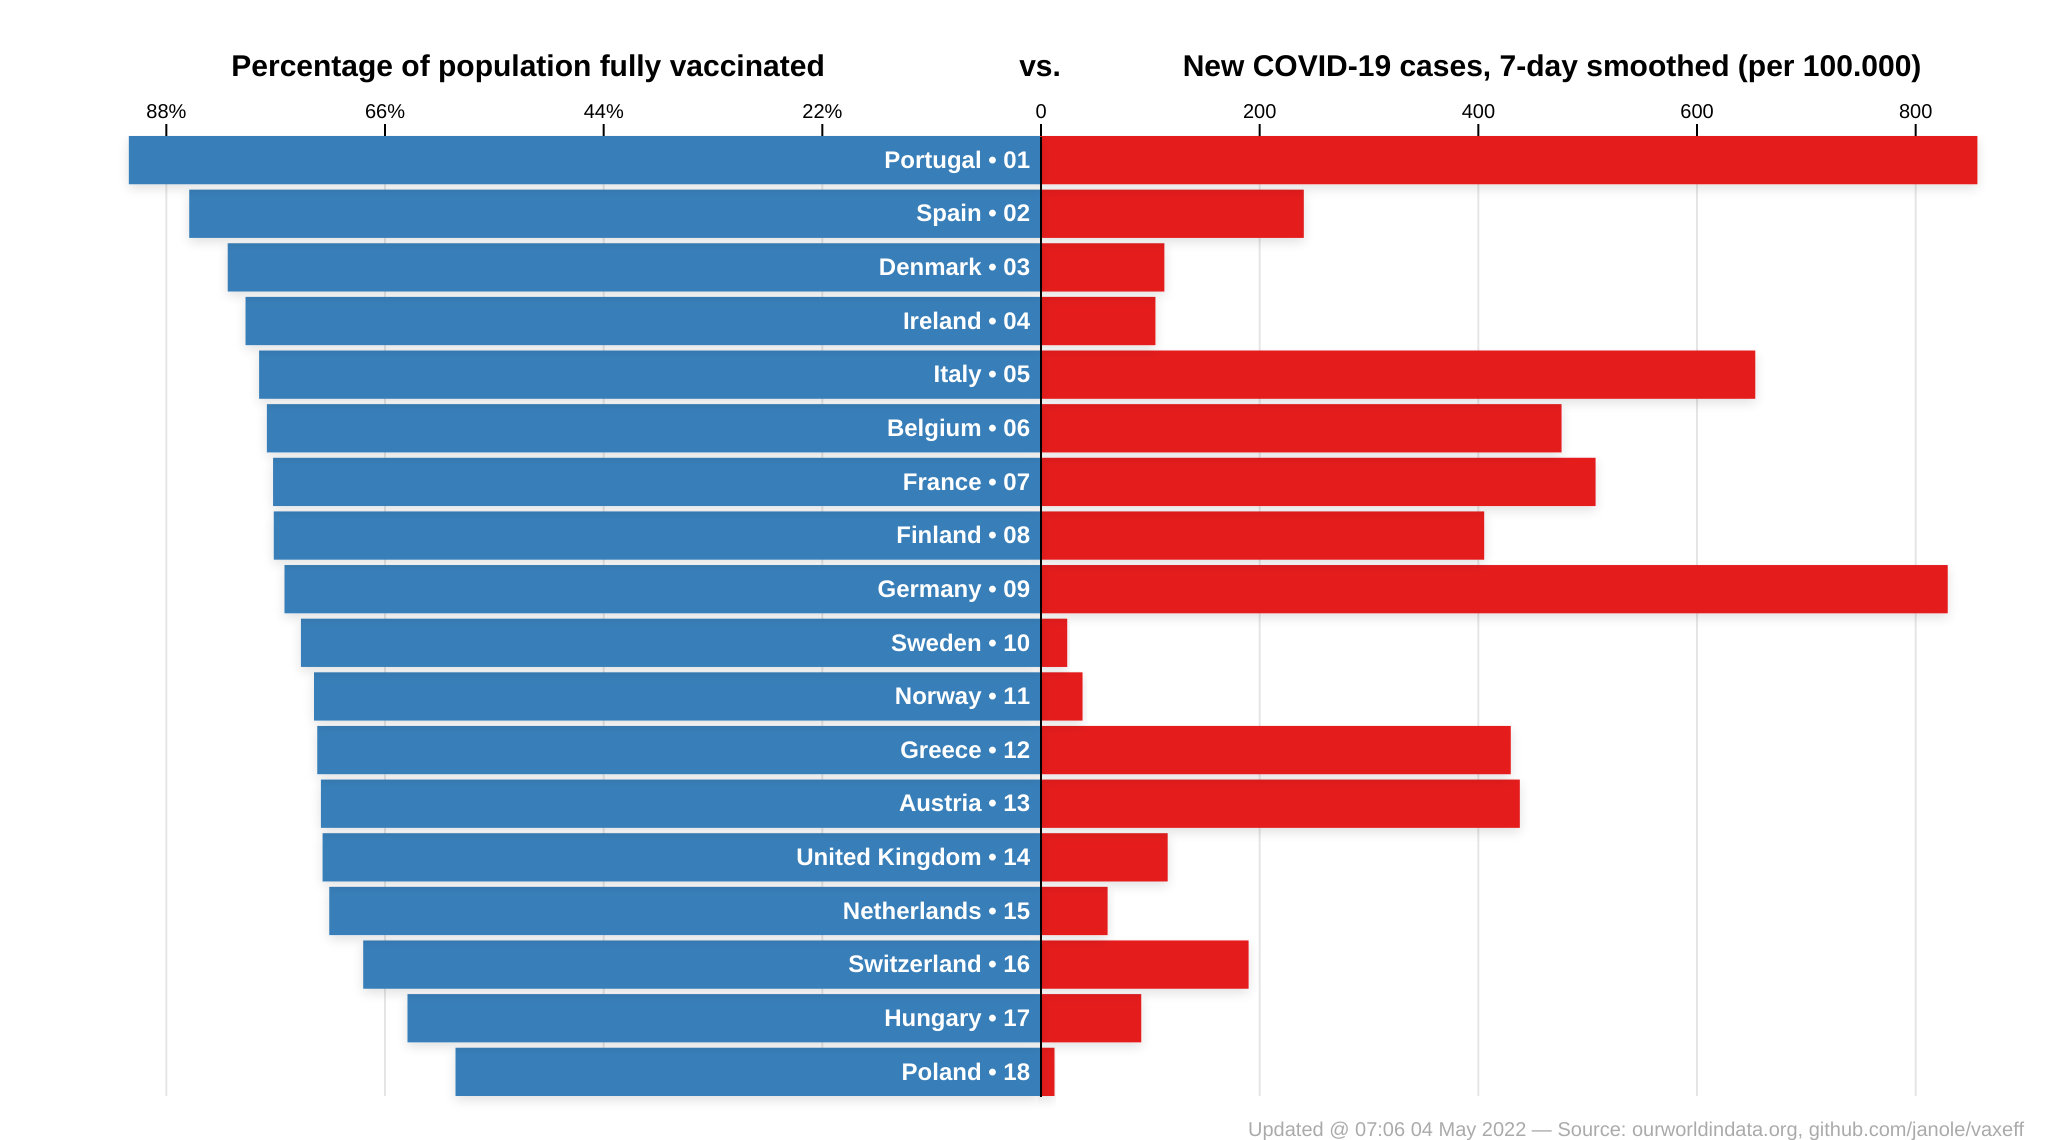 Percentage of population fully vaccinated vs. New COVID-19 cases, 7-day smoothed (per 100.000)
88% 66% 44% 22% 0 200 400 600 800
Portugal • 01
Spain • 02
Denmark • 03
Ireland • 04
Italy • 05
Belgium • 06
France • 07
Finland • 08
Germany • 09
Sweden • 10
Norway • 11
Greece • 12
Austria • 13
United Kingdom • 14
Netherlands • 15
Switzerland • 16
Hungary • 17
Poland • 18
Updated @ 07:06 04 May 2022 — Source: ourworldindata.org, github.com/janole/vaxeff